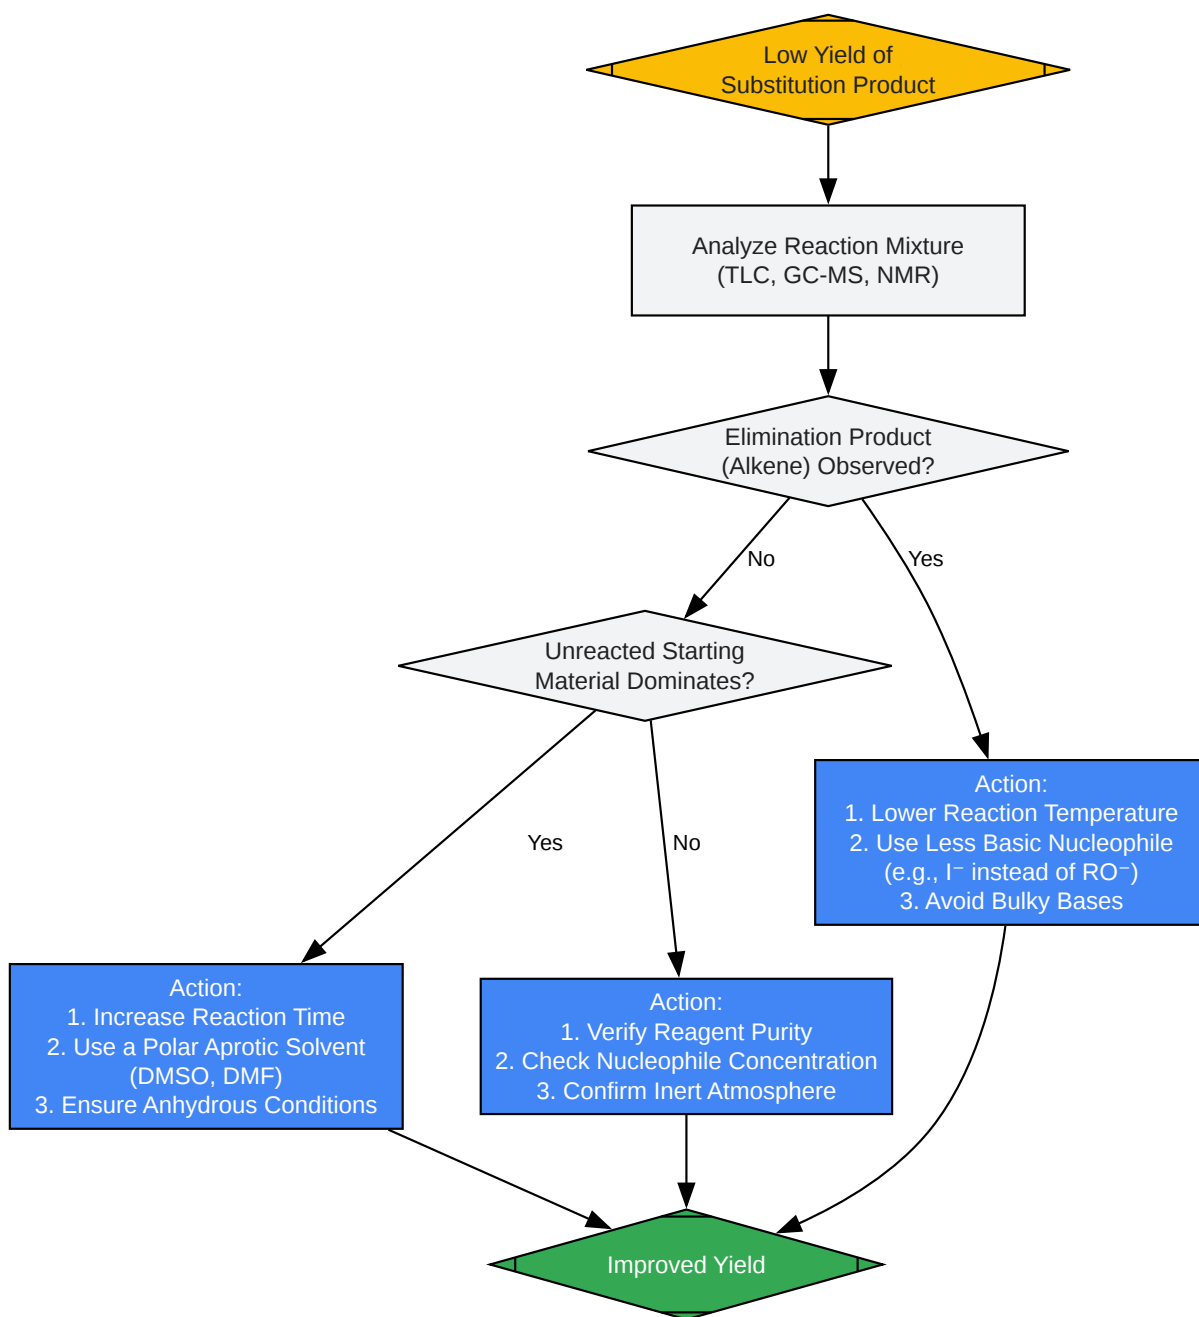 Low Yield of
Substitution Product
Analyze Reaction Mixture
(TLC, GC-MS, NMR)
Elimination Product
(Alkene) Observed?
No
Yes
Unreacted Starting
Material Dominates?
Action:
1. Lower Reaction Temperature
2. Use Less Basic Nucleophile
(e.g., I⁻ instead of RO⁻)
3. Avoid Bulky Bases
Yes
No
Action:
1. Increase Reaction Time
2. Use a Polar Aprotic Solvent
(DMSO, DMF)
3. Ensure Anhydrous Conditions
Action:
1. Verify Reagent Purity
2. Check Nucleophile Concentration
3. Confirm Inert Atmosphere
Improved Yield